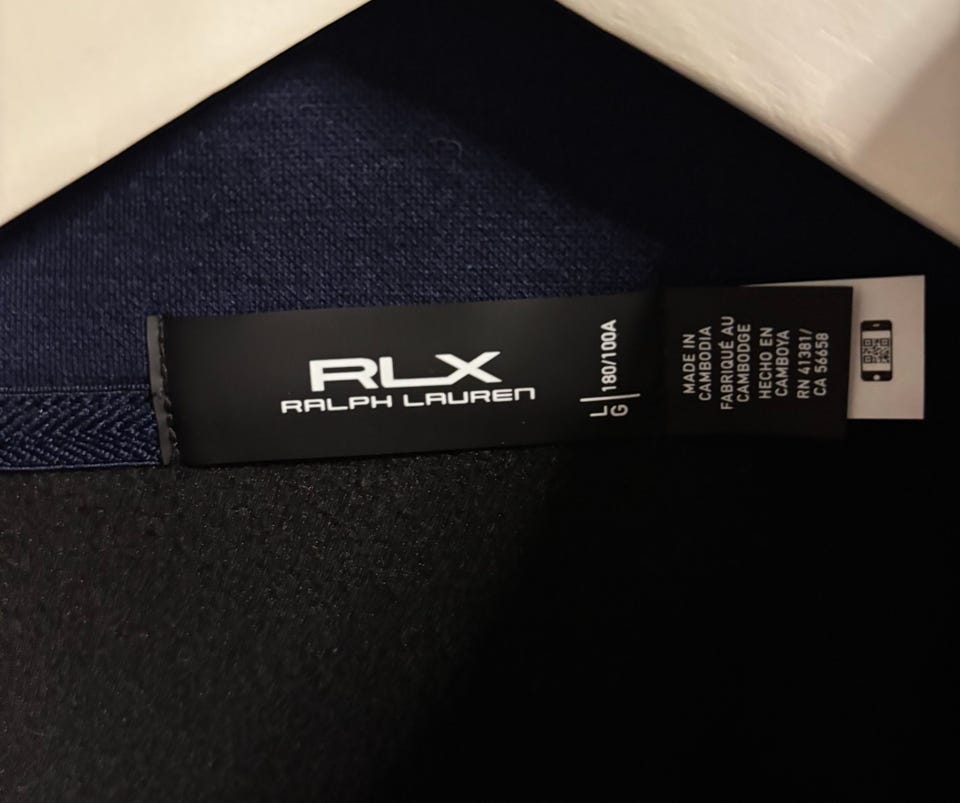 RLX
RALPH LAUREN
L
G
180/100A
MADE IN
CAMBODIA
FABRIQUÉ AU
CAMBODGE
HECHO EN
CAMBOYA
RN 41381/
CA 56658